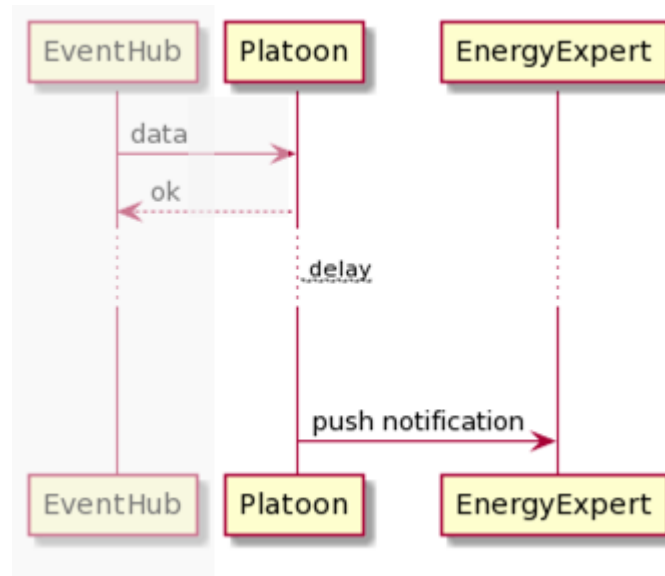 EventHub Platoon EnergyExpert
data
ok
delay
push notification
EventHub Platoon EnergyExpert